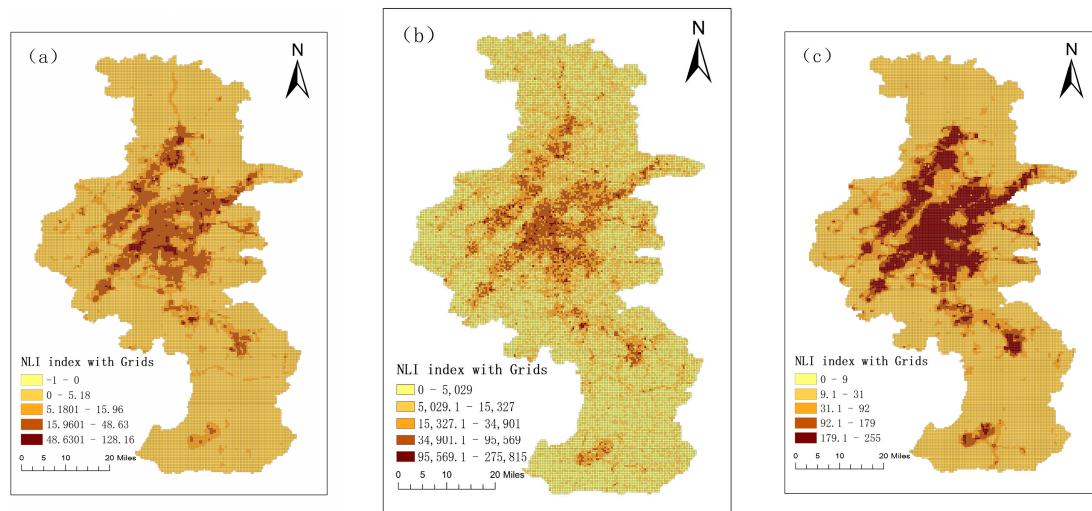 (a)
N
NLI index with Grids
-1 - 0
0 - 5.18
5.1801 - 15.96
15.9601 - 48.63
48.6301 - 128.16
0 5 10 20 Miles
(b)
N
NLI index with Grids
0 - 5,029
5,029.1 - 15,327
15,327.1 - 34,901
34,901.1 - 95,569
95,569.1 - 275,815
0 5 10 20 Miles
(c)
N
NLI index with Grids
0 - 9
9.1 - 31
31.1 - 92
92.1 - 179
179.1 - 255
0 5 10 20 Miles